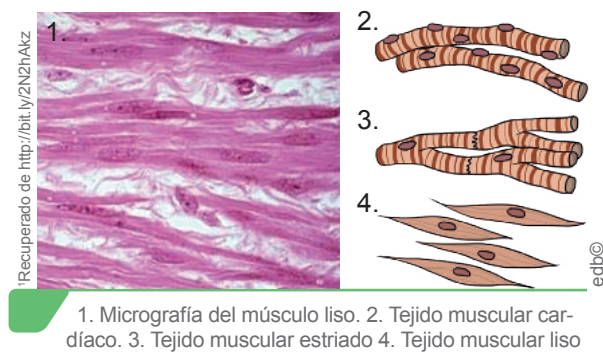 ¹Recuperado de http://bit.ly/2N2hAkz
1.
2.
3.
4.
edb©
1. Micrografía del músculo liso. 2. Tejido muscular car-
díaco. 3. Tejido muscular estriado 4. Tejido muscular liso